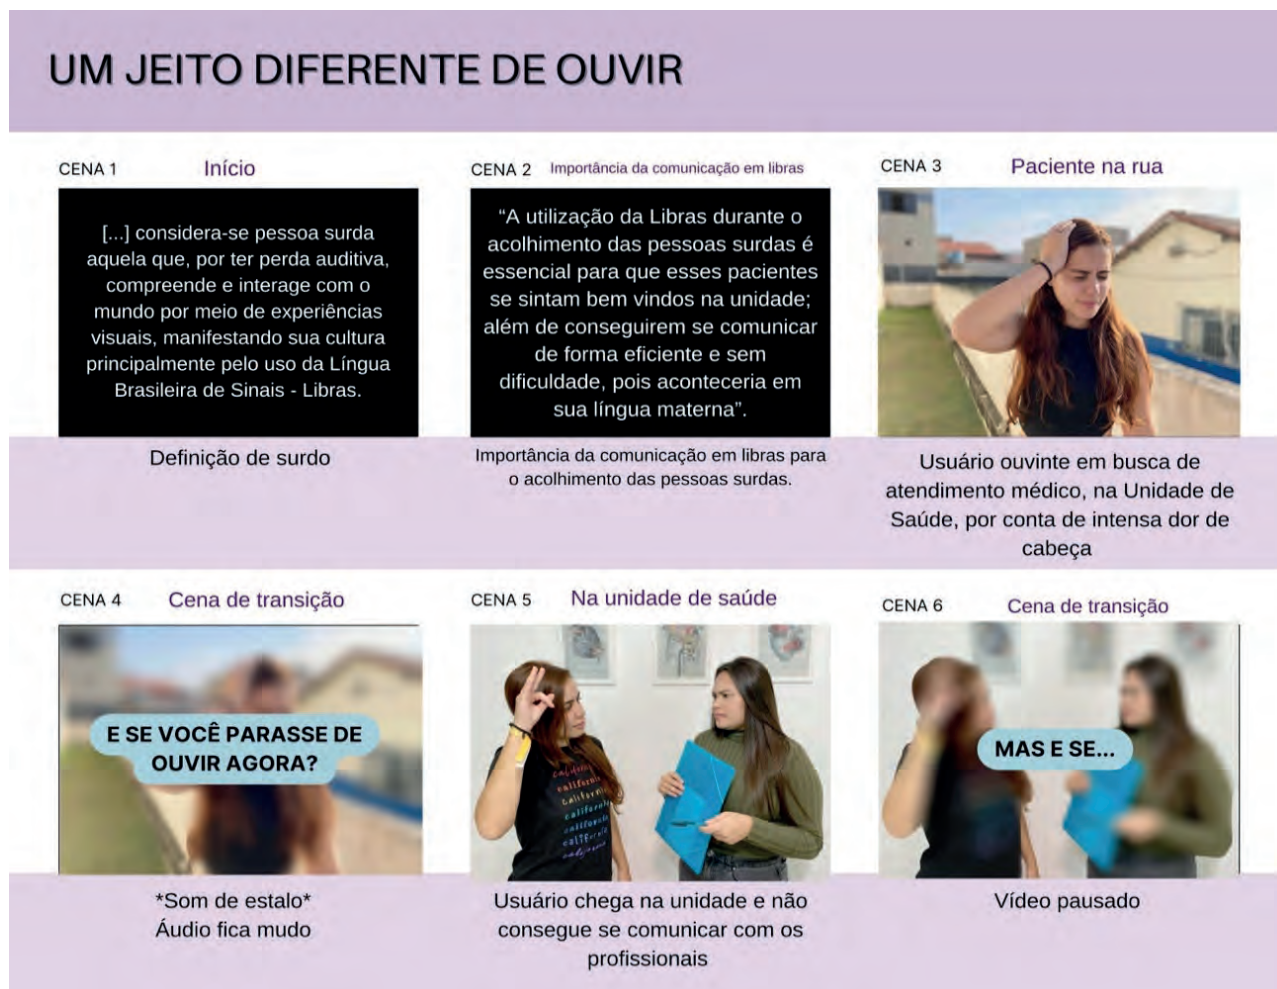 UM JEITO DIFERENTE DE OUVIR
CENA 1 Início
[...] considera-se pessoa surda
aquela que, por ter perda auditiva,
compreende e interage com o
mundo por meio de experiências
visuais, manifestando sua cultura
principalmente pelo uso da Língua
Brasileira de Sinais - Libras.
Definição de surdo
CENA 2 Importância da comunicação em libras
“A utilização da Libras durante o
acolhimento das pessoas surdas é
essencial para que esses pacientes
se sintam bem vindos na unidade;
além de conseguirem se comunicar
de forma eficiente e sem
dificuldade, pois aconteceria em
sua língua materna”.
Importância da comunicação em libras para
o acolhimento das pessoas surdas.
CENA 3 Paciente na rua
Usuário ouvinte em busca de
atendimento médico, na Unidade de
Saúde, por conta de intensa dor de
cabeça
CENA 4 Cena de transição
E SE VOCÊ PARASSE DE
OUVIR AGORA?
*Som de estalo*
Áudio fica mudo
CENA 5 Na unidade de saúde
california
california
california
california
california
california
Usuário chega na unidade e não
consegue se comunicar com os
profissionais
CENA 6 Cena de transição
MAS E SE...
Vídeo pausado